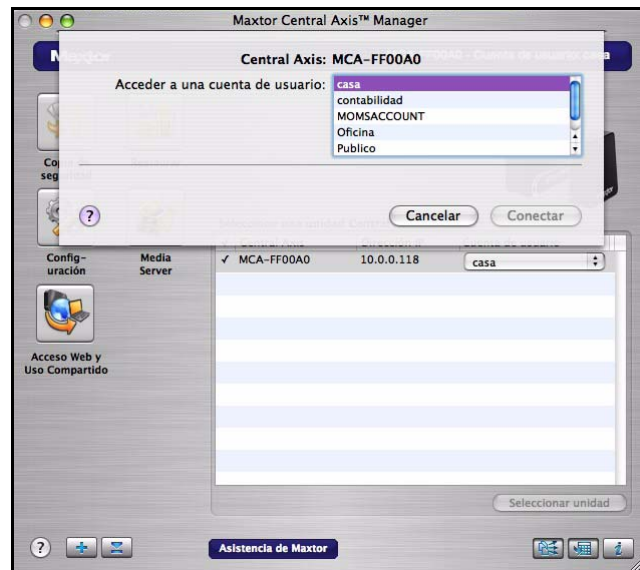 Maxtor Central Axis™ Manager
Maxtor
Central Axis: MCA-FF00A0
Acceder a una cuenta de usuario:
casa
contabilidad
MOMSACCOUNT
Oficina
Publico
?
Cancelar
Conectar
Config-
uración
Media
Server
✓ MCA-FF00A0 10.0.0.118 casa
Acceso Web y
Uso Compartido
Seleccionar unidad
?
Asistencia de Maxtor
i